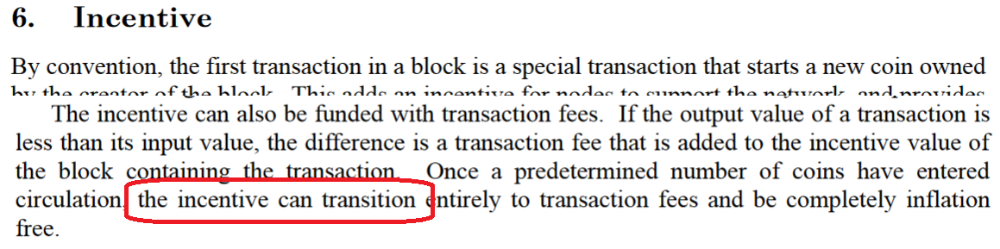 6. Incentive
By convention, the first transaction in a block is a special transaction that starts a new coin owned
by the creator of the block. This adds an incentive for nodes to support the network, and provides
The incentive can also be funded with transaction fees. If the output value of a transaction is
less than its input value, the difference is a transaction fee that is added to the incentive value of
the block containing the transaction. Once a predetermined number of coins have entered
circulation, the incentive can transition entirely to transaction fees and be completely inflation
free.